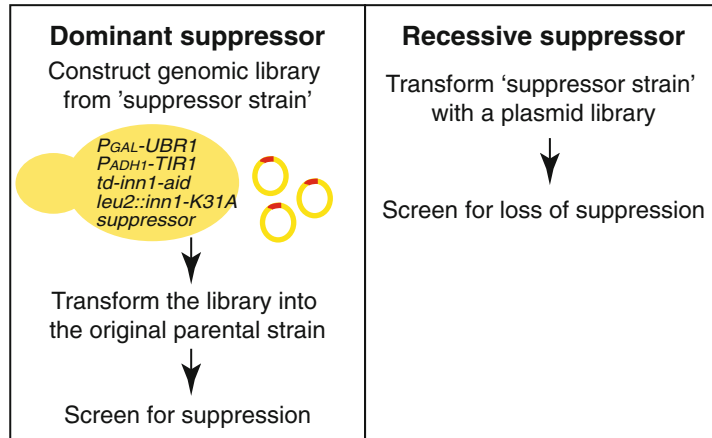 Dominant suppressor
Construct genomic library
from 'suppressor strain'
PGAL-UBR1
PADH1-TIR1
td-inn1-aid
leu2::inn1-K31A
suppressor
Transform the library into
the original parental strain
Screen for suppression
Recessive suppressor
Transform ‘suppressor strain’
with a plasmid library
Screen for loss of suppression